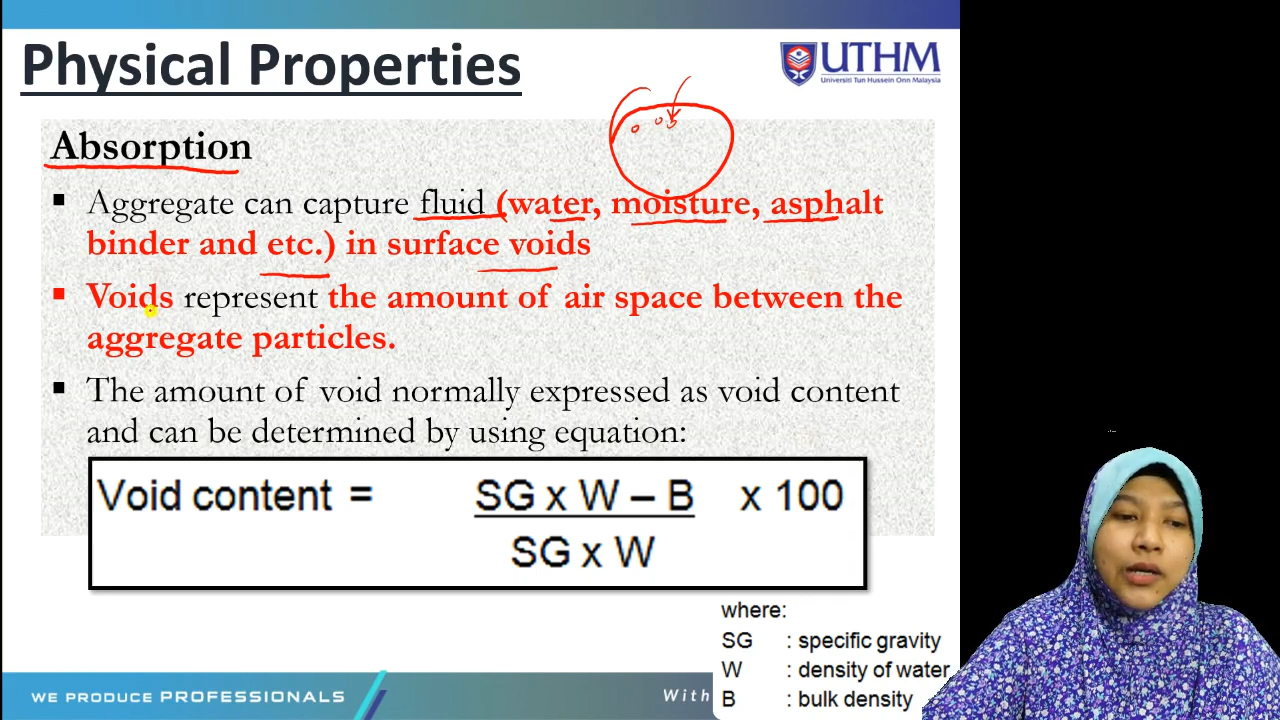 Physical Properties
UTHM
Universiti Tun Hussein Onn Malaysia
Absorption
▪ Aggregate can capture fluid (water, moisture, asphalt
binder and etc.) in surface voids
▪ Voids represent the amount of air space between the
aggregate particles.
▪ The amount of void normally expressed as void content
and can be determined by using equation:
Void content = SG x W – B x 100
SG x W
where:
SG : specific gravity
W : density of water
B : bulk density
WE PRODUCE PROFESSIONALS
With